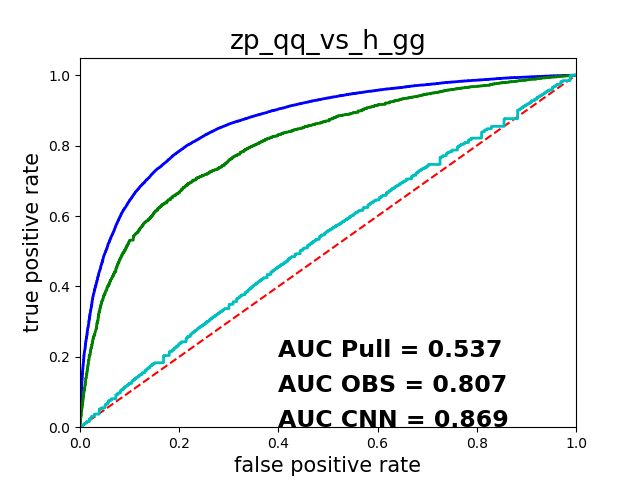 zp_qq_vs_h_gg
true positive rate
1.0
0.8
0.6
0.4
0.2
0.0
AUC Pull = 0.537
AUC OBS = 0.807
AUC CNN = 0.869
0.0 0.2 0.4 0.6 0.8 1.0
false positive rate